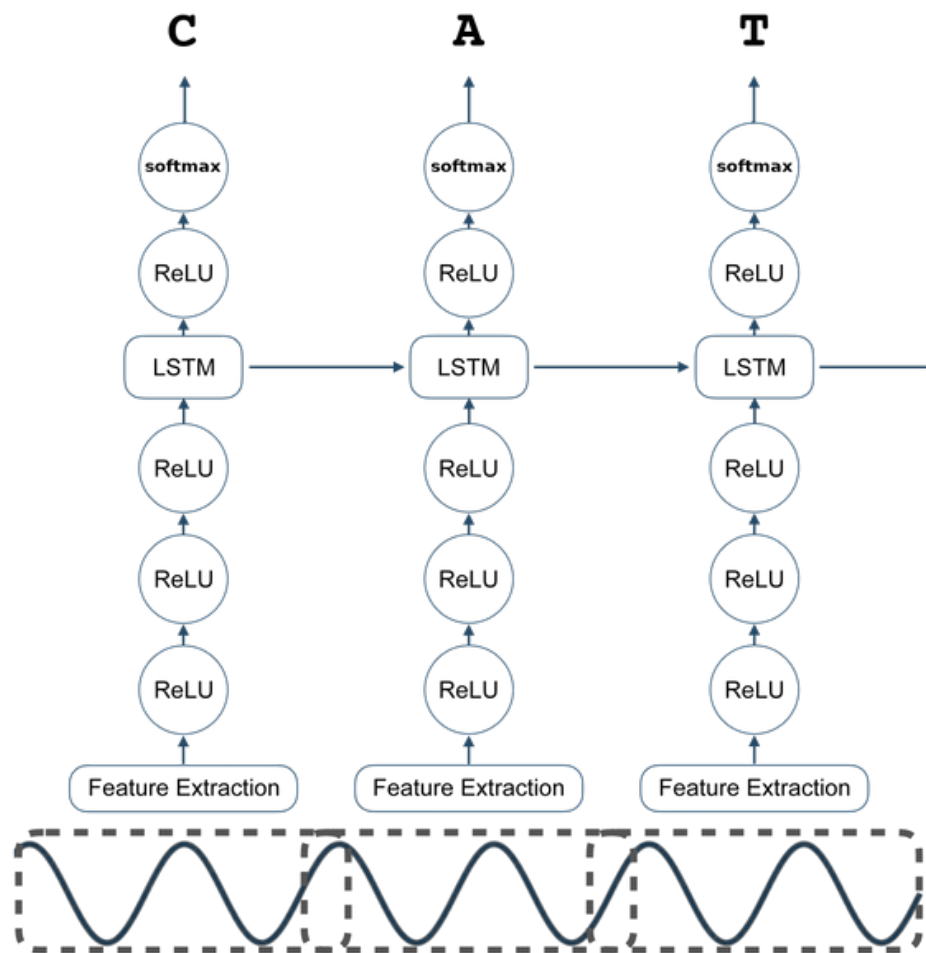 C A T
softmax softmax softmax
ReLU ReLU ReLU
LSTM LSTM LSTM
ReLU ReLU ReLU
ReLU ReLU ReLU
ReLU ReLU ReLU
Feature Extraction Feature Extraction Feature Extraction